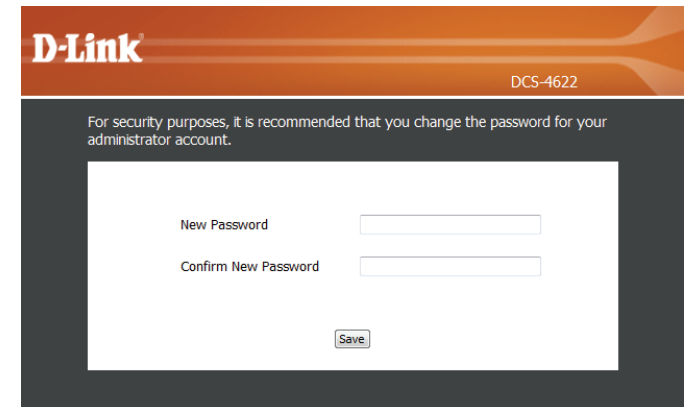 D-Link
DCS-4622
For security purposes, it is recommended that you change the password for your
administrator account.
New Password
Confirm New Password
Save